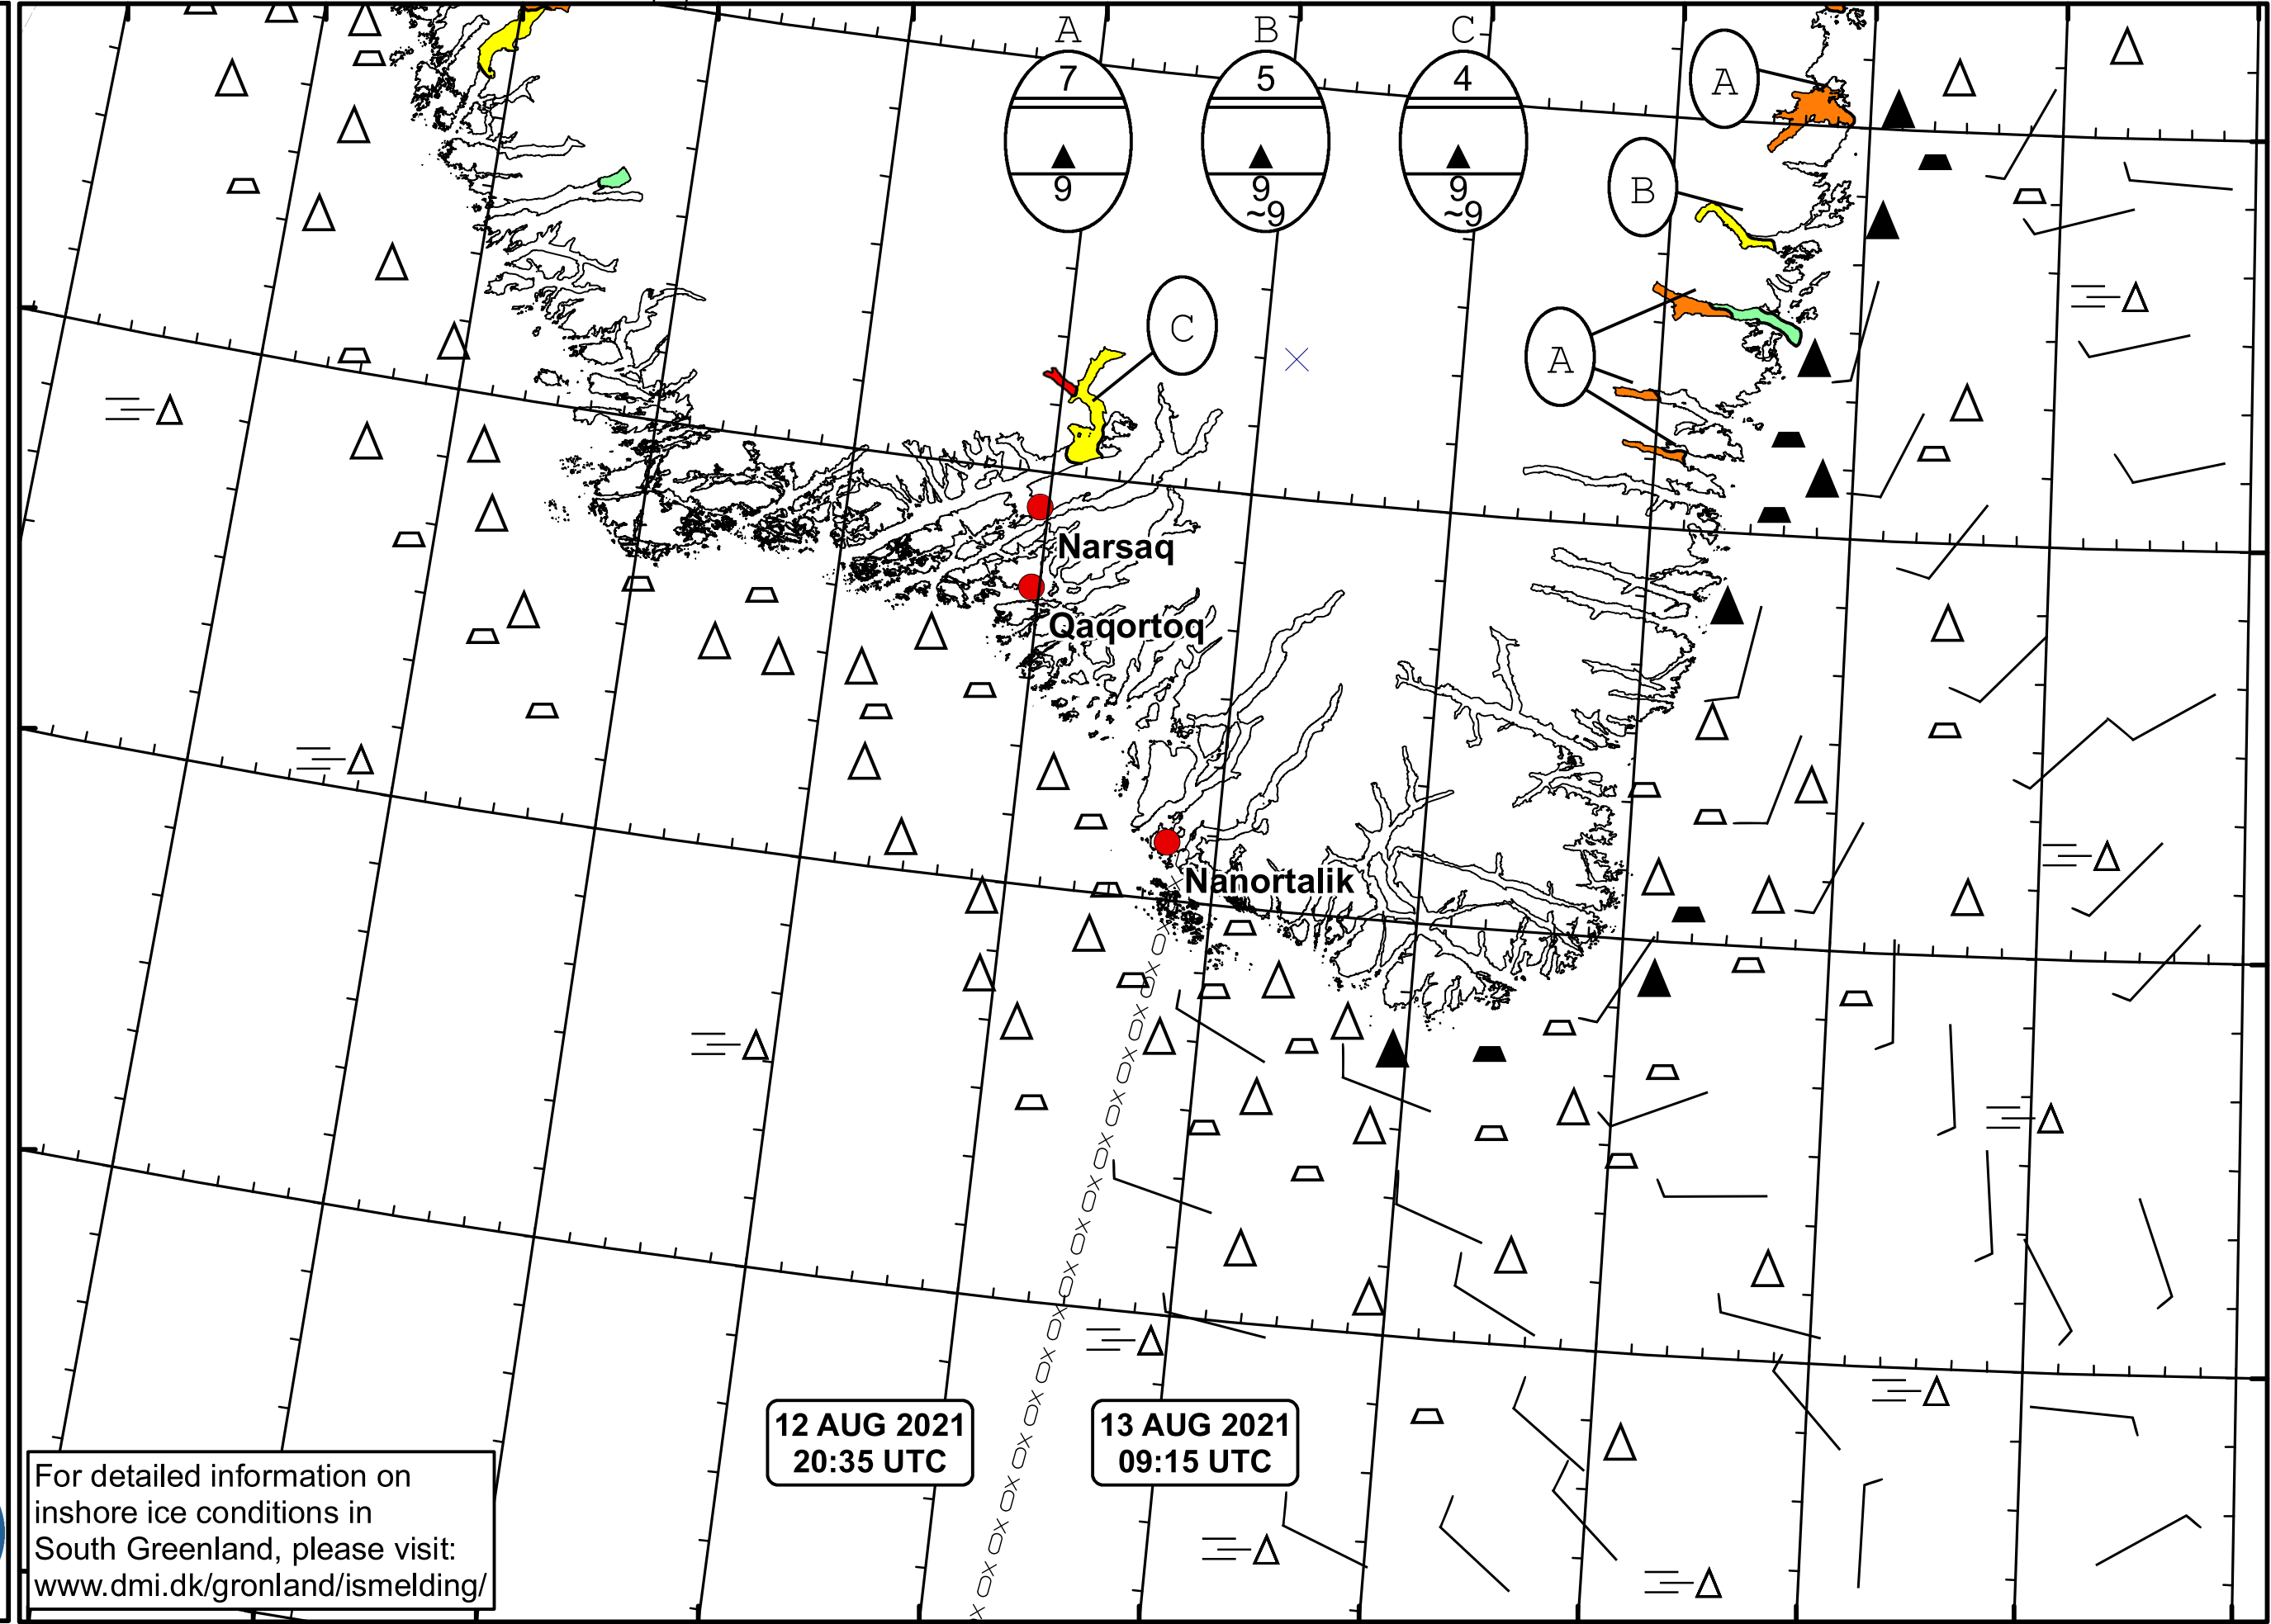 A B C
7 5 4
9 9 9
~9 ~9
A
B
C
A
Narsaq
Qaqortoq
Nanortalik
12 AUG 2021
20:35 UTC
13 AUG 2021
09:15 UTC
For detailed information on
inshore ice conditions in
South Greenland, please visit:
www.dmi.dk/gronland/ismelding/